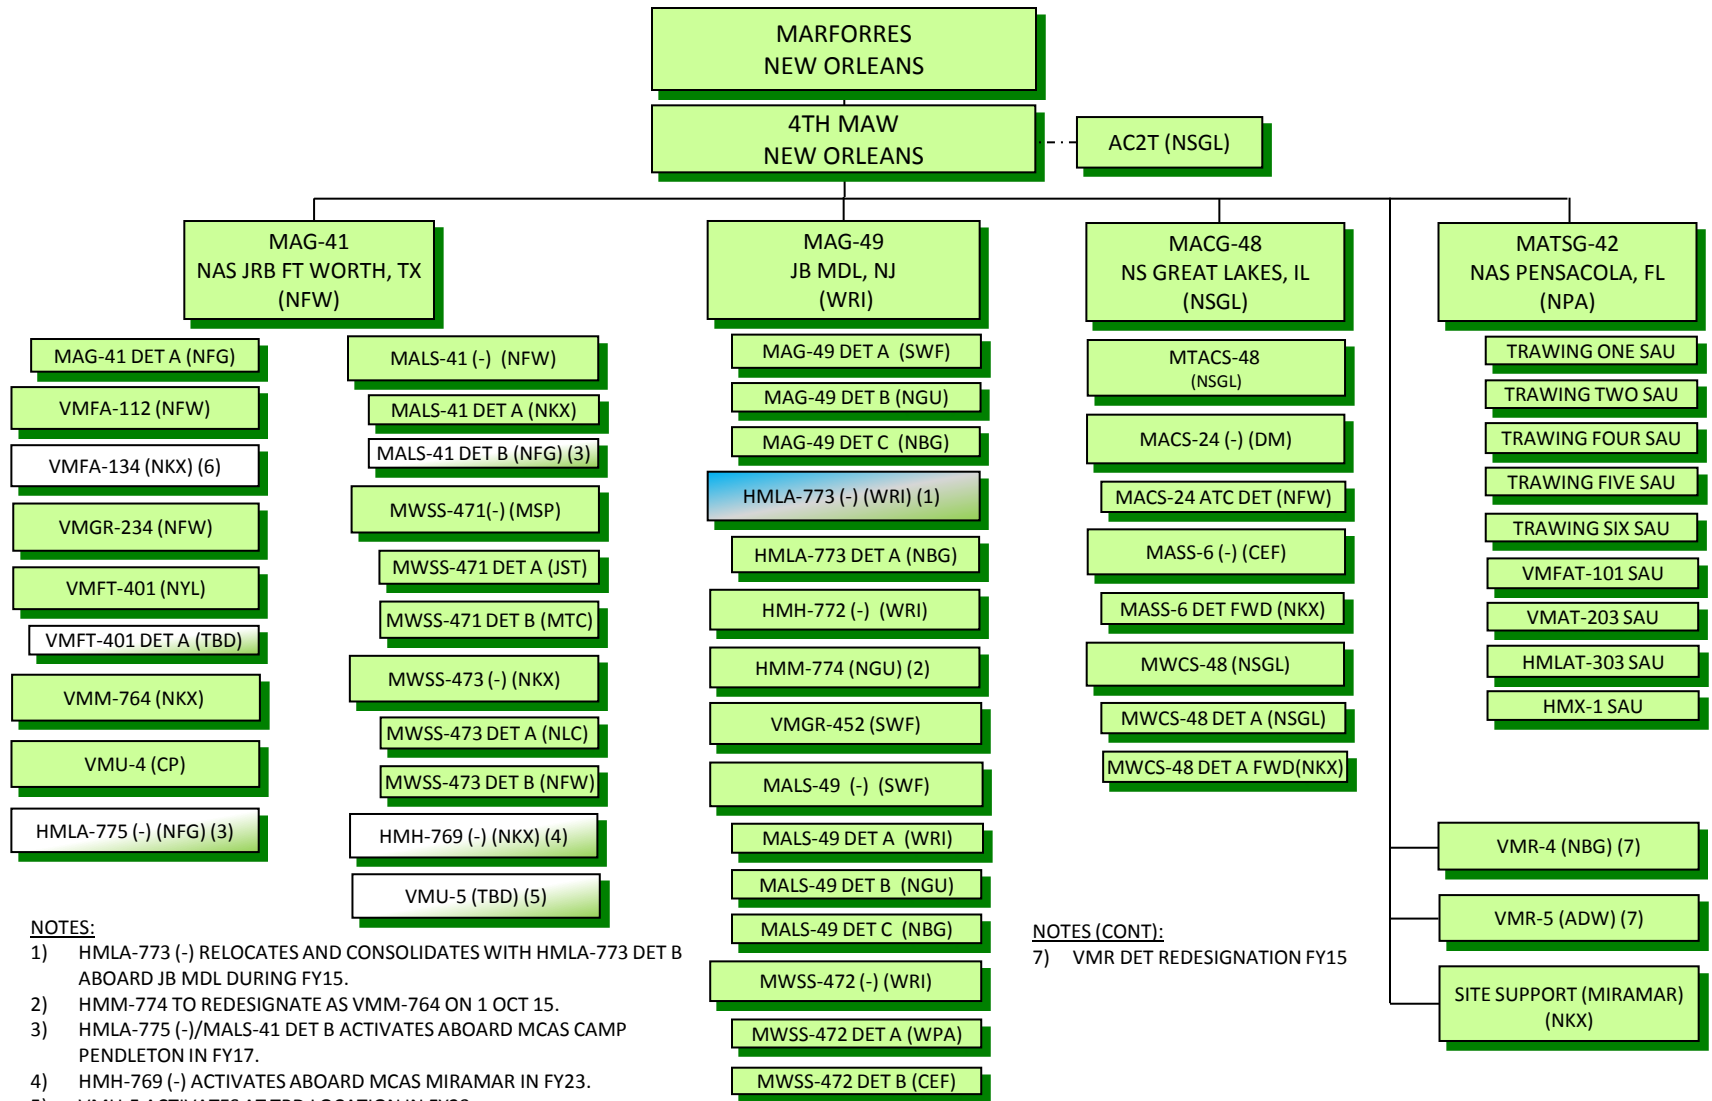 MARFORRES
NEW ORLEANS
4TH MAW
NEW ORLEANS
AC2T (NSGL)
MAG-41
NAS JRB FT WORTH, TX
(NFW)
MAG-49
JB MDL, NJ
(WRI)
MACG-48
NS GREAT LAKES, IL
(NSGL)
MATSG-42
NAS PENSACOLA, FL
(NPA)
MAG-41 DET A (NFG)
VMFA-112 (NFW)
VMFA-134 (NKX) (6)
VMGR-234 (NFW)
VMFT-401 (NYL)
VMFT-401 DET A (TBD)
VMM-764 (NKX)
VMU-4 (CP)
HMLA-775 (-) (NFG) (3)
MALS-41 (-) (NFW)
MALS-41 DET A (NKX)
MALS-41 DET B (NFG) (3)
MWSS-471(-) (MSP)
MWSS-471 DET A (JST)
MWSS-471 DET B (MTC)
MWSS-473 (-) (NKX)
MWSS-473 DET A (NLC)
MWSS-473 DET B (NFW)
HMH-769 (-) (NKX) (4)
VMU-5 (TBD) (5)
MAG-49 DET A (SWF)
MAG-49 DET B (NGU)
MAG-49 DET C (NBG)
HMLA-773 (-) (WRI) (1)
HMLA-773 DET A (NBG)
HMH-772 (-) (WRI)
HMM-774 (NGU) (2)
VMGR-452 (SWF)
MALS-49 (-) (SWF)
MALS-49 DET A (WRI)
MALS-49 DET B (NGU)
MALS-49 DET C (NBG)
MWSS-472 (-) (WRI)
MWSS-472 DET A (WPA)
MWSS-472 DET B (CEF)
MTACS-48
(NSGL)
MACS-24 (-) (DM)
MACS-24 ATC DET (NFW)
MASS-6 (-) (CEF)
MASS-6 DET FWD (NKX)
MWCS-48 (NSGL)
MWCS-48 DET A (NSGL)
MWCS-48 DET A FWD(NKX)
TRAWING ONE SAU
TRAWING TWO SAU
TRAWING FOUR SAU
TRAWING FIVE SAU
TRAWING SIX SAU
VMFAT-101 SAU
VMAT-203 SAU
HMLAT-303 SAU
HMX-1 SAU
VMR-4 (NBG) (7)
VMR-5 (ADW) (7)
SITE SUPPORT (MIRAMAR)
(NKX)
NOTES:
1) HMLA-773 (-) RELOCATES AND CONSOLIDATES WITH HMLA-773 DET B
ABOARD JB MDL DURING FY15.
2) HMM-774 TO REDESIGNATE AS VMM-764 ON 1 OCT 15.
3) HMLA-775 (-)/MALS-41 DET B ACTIVATES ABOARD MCAS CAMP
PENDLETON IN FY17.
4) HMH-769 (-) ACTIVATES ABOARD MCAS MIRAMAR IN FY23.
NOTES (CONT):
7) VMR DET REDESIGNATION FY15